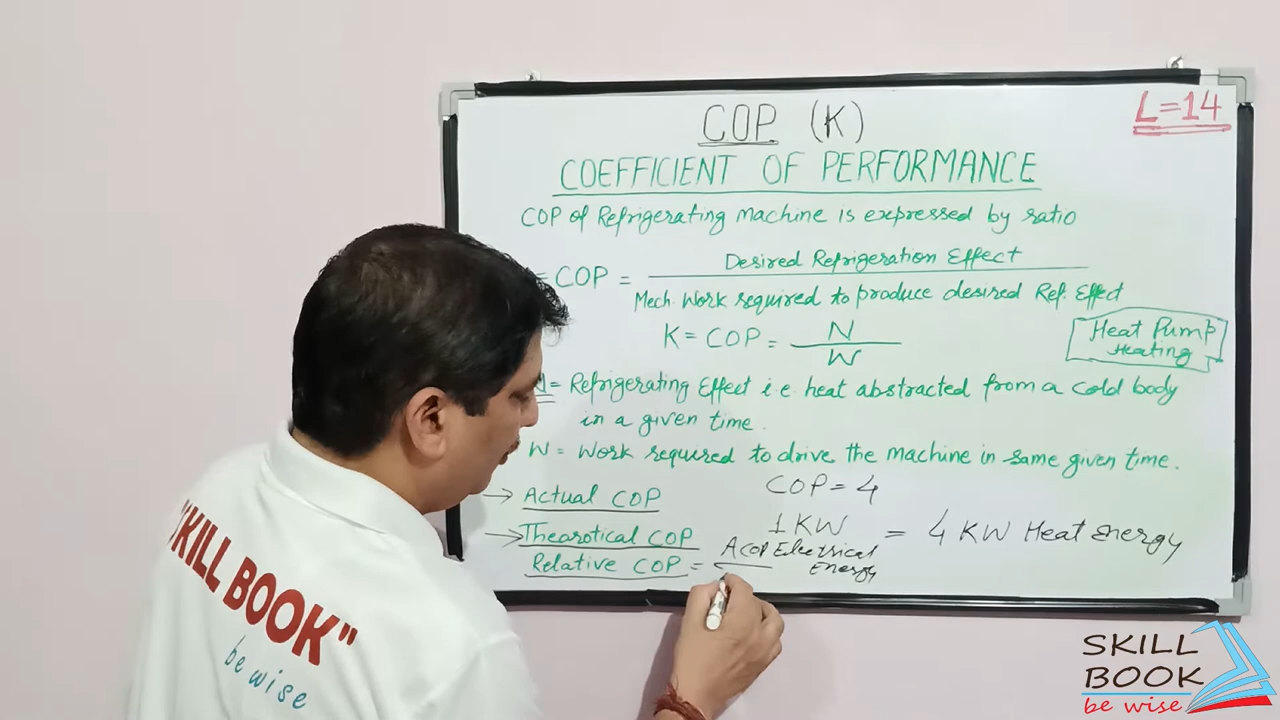 L=14
COP (K)
COEFFICIENT OF PERFORMANCE
COP of Refrigerating machine is expressed by ratio
= COP = Desired Refrigeration Effect
Mech. Work required to produce desired Ref. Effect
K = COP = N
W
Heat Pump
Heating
N = Refrigerating Effect i.e heat abstracted from a cold body
in a given time.
W = Work required to drive the machine in same given time.
→ Actual COP
COP = 4
→ Thearotical COP
1 KW = 4 KW Heat Energy
Electrical
Energy
Relative COP = A COP
"SKILL BOOK"
be wise
SKILL
BOOK
be wise